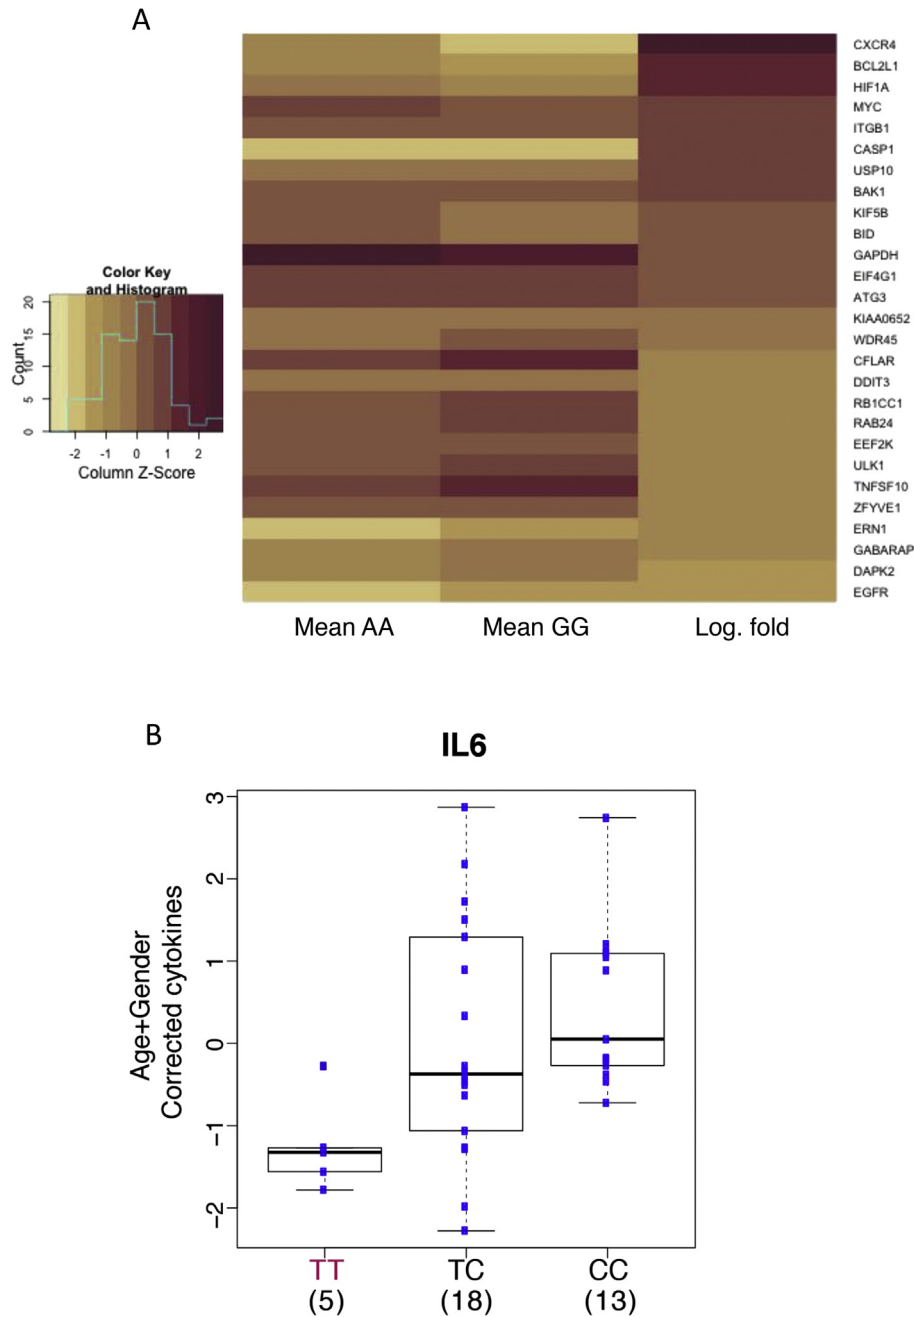 A
CXCR4
BCL2L1
HIF1A
MYC
ITGB1
CASP1
USP10
BAK1
KIF5B
BID
GAPDH
EIF4G1
ATG3
KIAA0652
WDR45
CFLAR
DDIT3
RB1CC1
RAB24
EEF2K
ULK1
TNFSF10
ZFYVE1
ERN1
GABARAP
DAPK2
EGFR
Color Key
and Histogram
Count
0 5 10 15 20
-2 -1 0 1 2
Column Z-Score
Mean AA Mean GG Log. fold
B
IL6
Age+Gender
Corrected cytokines
3
2
1
0
−1
−2
TT TC CC
(5) (18) (13)